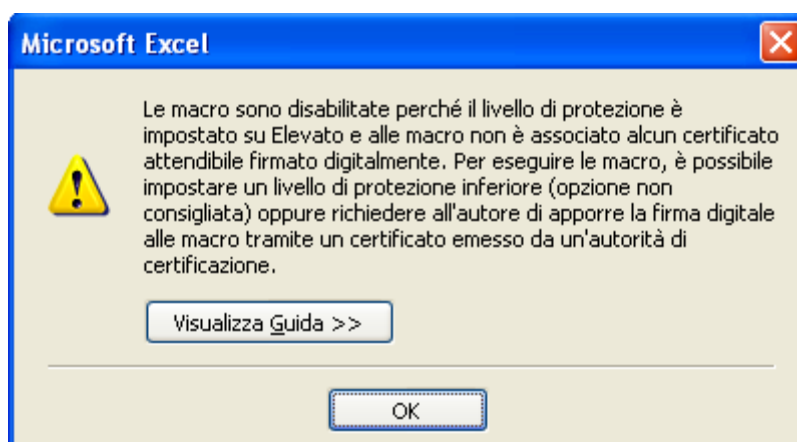 Microsoft Excel
Le macro sono disabilitate perché il livello di protezione è
impostato su Elevato e alle macro non è associato alcun certificato
attendibile firmato digitalmente. Per eseguire le macro, è possibile
impostare un livello di protezione inferiore (opzione non
consigliata) oppure richiedere all'autore di apporre la firma digitale
alle macro tramite un certificato emesso da un'autorità di
certificazione.
Visualizza Guida >>
OK